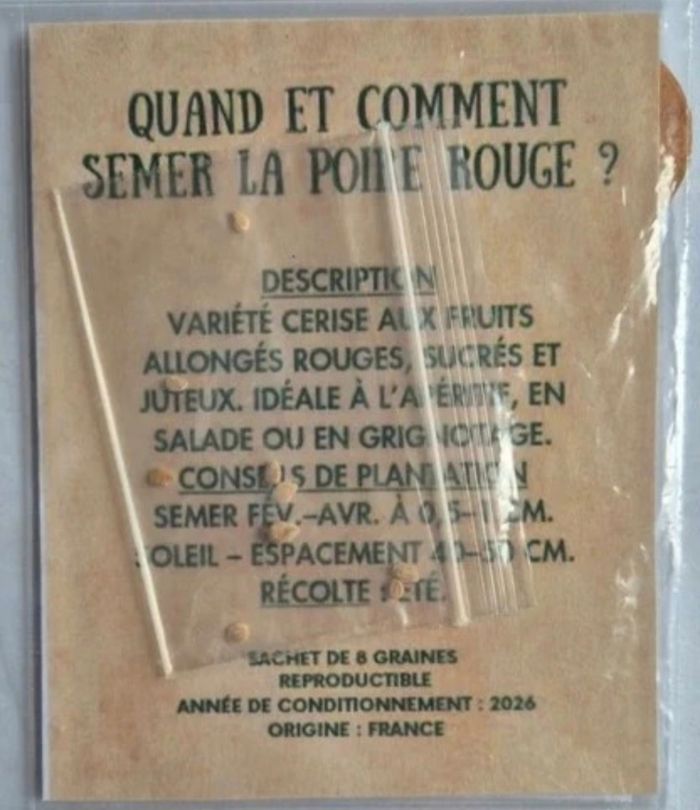 QUAND ET COMMENT
SEMER LA POIRE ROUGE ?
DESCRIPTION
VARIÉTÉ CERISE AUX FRUITS
ALLONGÉS ROUGES, SUCRÉS ET
JUTEUX. IDÉALE À L'APÉRITIF, EN
SALADE OU EN GRIGNOTAGE.
CONSEILS DE PLANTATION
SEMER FÉV.–AVR. À 0,5–1 CM.
SOLEIL – ESPACEMENT 40–50 CM.
RÉCOLTE : ÉTÉ.
SACHET DE 8 GRAINES
REPRODUCTIBLE
ANNÉE DE CONDITIONNEMENT : 2026
ORIGINE : FRANCE